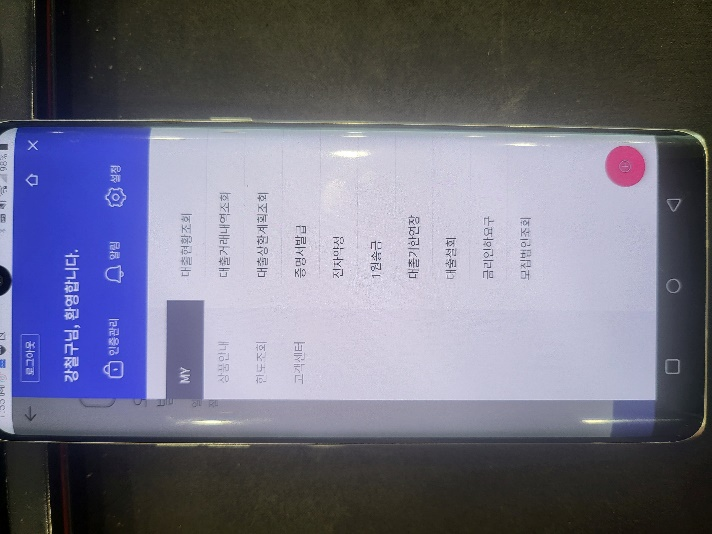 98%
로그아웃
강철구님, 환영합니다.
인증관리
알림
설정
MY
상품안내
한도조회
고객센터
대출현황조회
대출거래내역조회
대출상환계획조회
증명서발급
전자약정
1원송금
대출기한연장
대출철회
금리인하요구
모집법인조회